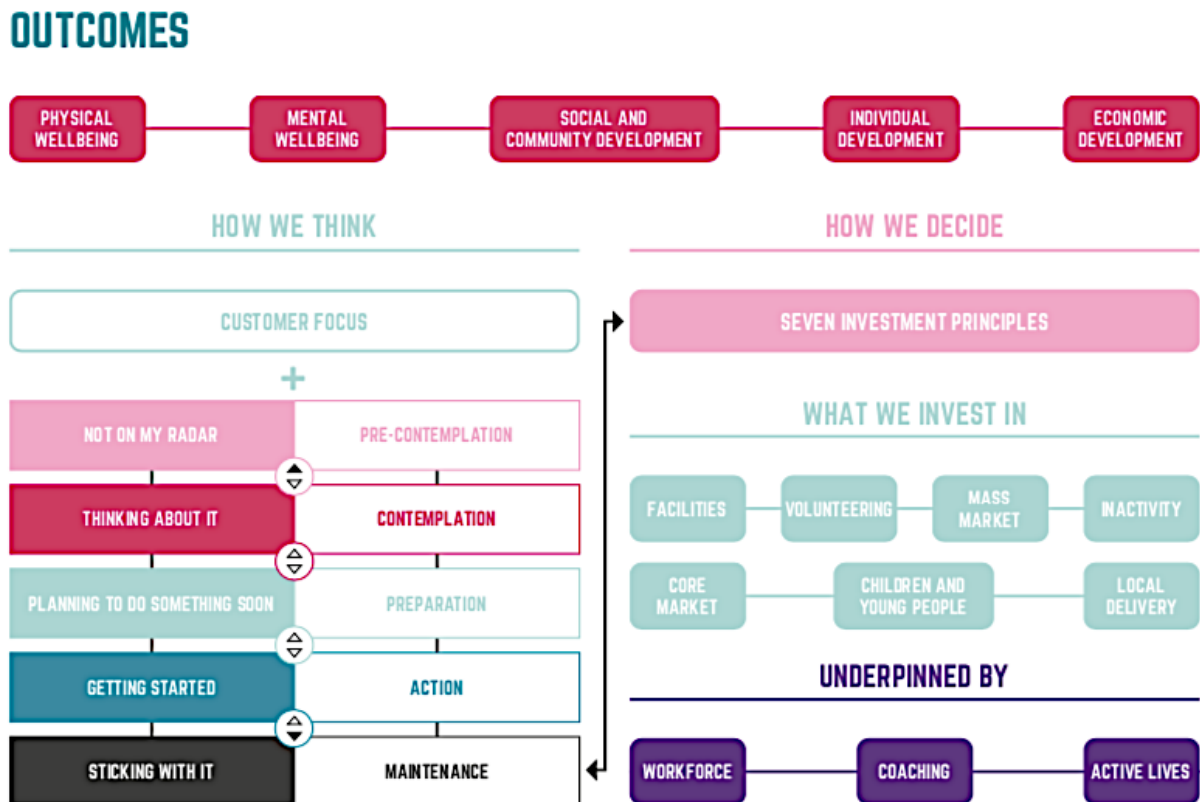 OUTCOMES
PHYSICAL
WELLBEING
MENTAL
WELLBEING
SOCIAL AND
COMMUNITY DEVELOPMENT
INDIVIDUAL
DEVELOPMENT
ECONOMIC
DEVELOPMENT
HOW WE THINK
CUSTOMER FOCUS
+
NOT ON MY RADAR
PRE-CONTEMPLATION
THINKING ABOUT IT
CONTEMPLATION
PLANNING TO DO SOMETHING SOON
PREPARATION
GETTING STARTED
ACTION
STICKING WITH IT
MAINTENANCE
HOW WE DECIDE
SEVEN INVESTMENT PRINCIPLES
WHAT WE INVEST IN
FACILITIES
VOLUNTEERING
MASS
MARKET
INACTIVITY
CORE
MARKET
CHILDREN AND
YOUNG PEOPLE
LOCAL
DELIVERY
UNDERPINNED BY
WORKFORCE
COACHING
ACTIVE LIVES